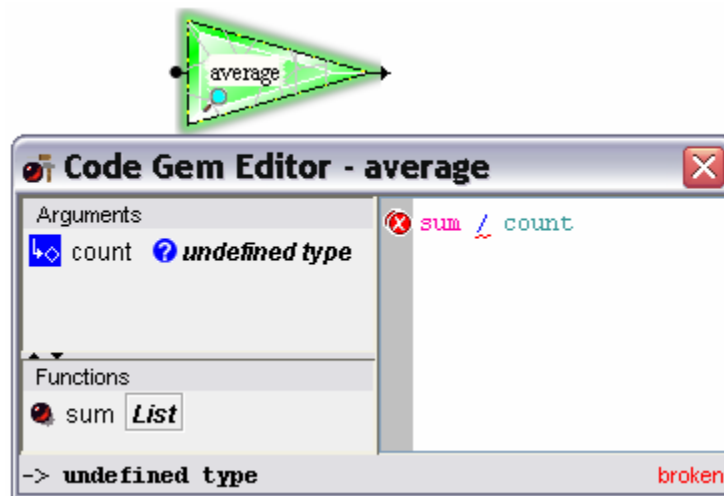 average
Code Gem Editor - average
Arguments
count ? undefined type
sum / count
Functions
sum List
-> undefined type
broken